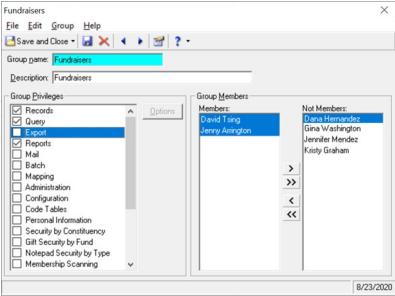 Fundraisers
File Edit Group Help
Save and Close
Group name: Fundraisers
Description: Fundraisers
Group Privileges
Records
Query
Export
Reports
Mail
Batch
Mapping
Administration
Configuration
Code Tables
Personal Information
Security by Constituency
Gift Security by Fund
Notepad Security by Type
Membership Scanning
Options
Group Members
Members:
David Tsing
Jenny Arrington
>
>>
<
<<
Not Members:
Dana Hernandez
Gina Washington
Jennifer Mendez
Kristy Graham
8/23/2020